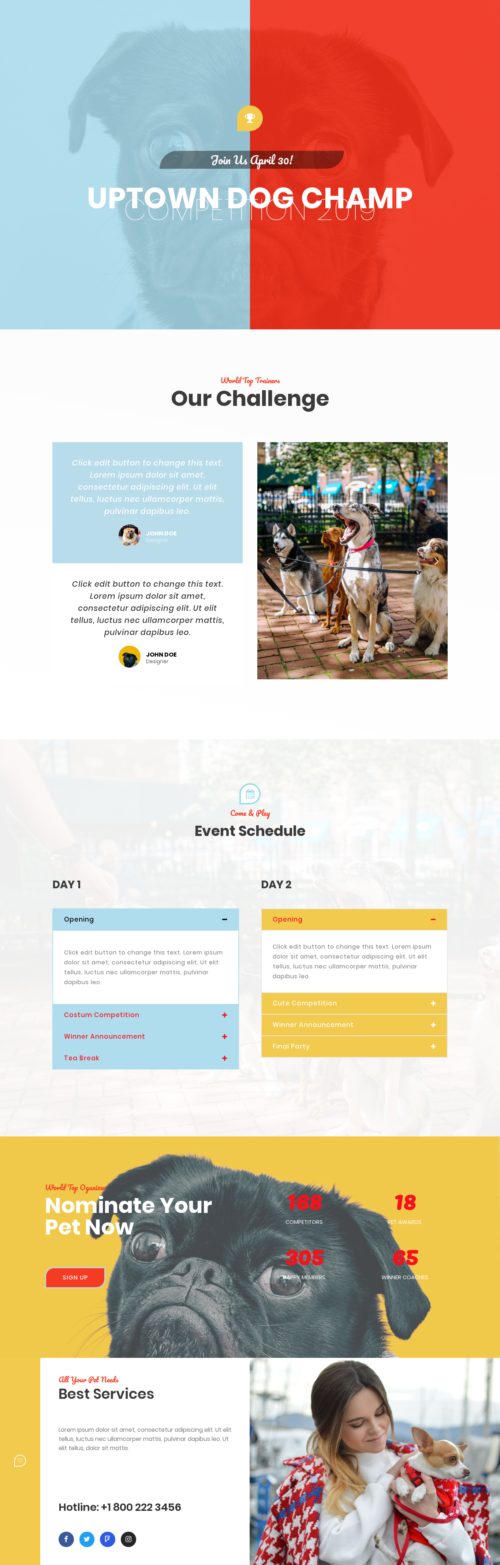 Join Us April 30!
UPTOWN DOG CHAMP
COMPETITION 2019
World Top Trainers
Our Challenge
Click edit button to change this text.
Lorem ipsum dolor sit amet,
consectetur adipiscing elit. Ut elit
tellus, luctus nec ullamcorper mattis,
pulvinar dapibus leo.
JOHN DOE
Designer
Click edit button to change this text.
Lorem ipsum dolor sit amet,
consectetur adipiscing elit. Ut elit
tellus, luctus nec ullamcorper mattis,
pulvinar dapibus leo.
JOHN DOE
Designer
Come & Play
Event Schedule
DAY 1
Opening
Click edit button to change this text. Lorem ipsum
dolor sit amet, consectetur adipiscing elit. Ut elit
tellus, luctus nec ullamcorper mattis, pulvinar
dapibus leo.
Costum Competition
Winner Announcement
Tea Break
DAY 2
Opening
Click edit button to change this text. Lorem ipsum
dolor sit amet, consectetur adipiscing elit. Ut elit
tellus, luctus nec ullamcorper mattis, pulvinar
dapibus leo.
Cute Competition
Winner Announcement
Final Party
World Top Oganizer
Nominate Your
Pet Now
SIGN UP
168
COMPETITORS
18
PET AWARDS
305
HAPPY MEMBERS
65
WINNER COACHES
All Your Pet Needs
Best Services
Lorem ipsum dolor sit amet, consectetur adipiscing elit. Ut elit
tellus, luctus nec ullamcorper mattis, pulvinar dapibus leo. Ut
elit tellus, dolor sit mattis
Hotline: +1 800 222 3456